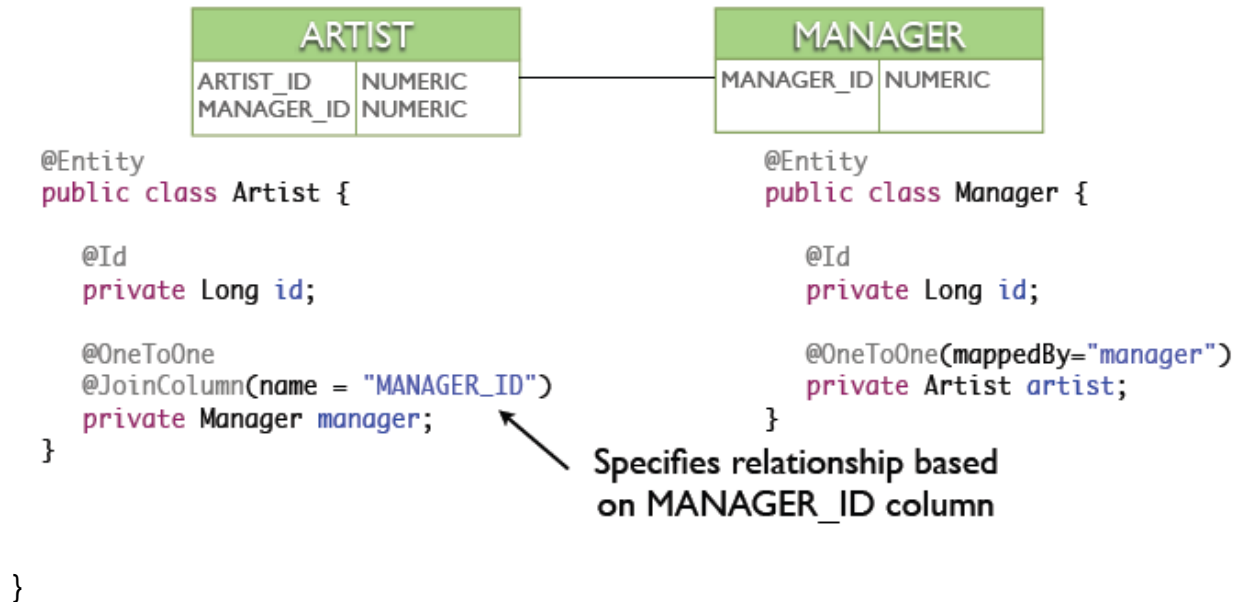 ARTIST
ARTIST_ID NUMERIC
MANAGER_ID NUMERIC
MANAGER
MANAGER_ID NUMERIC
@Entity
public class Artist {
@Id
private Long id;
@OneToOne
@JoinColumn(name = "MANAGER_ID")
private Manager manager;
}
@Entity
public class Manager {
@Id
private Long id;
@OneToOne(mappedBy="manager")
private Artist artist;
}
Specifies relationship based
on MANAGER_ID column
}